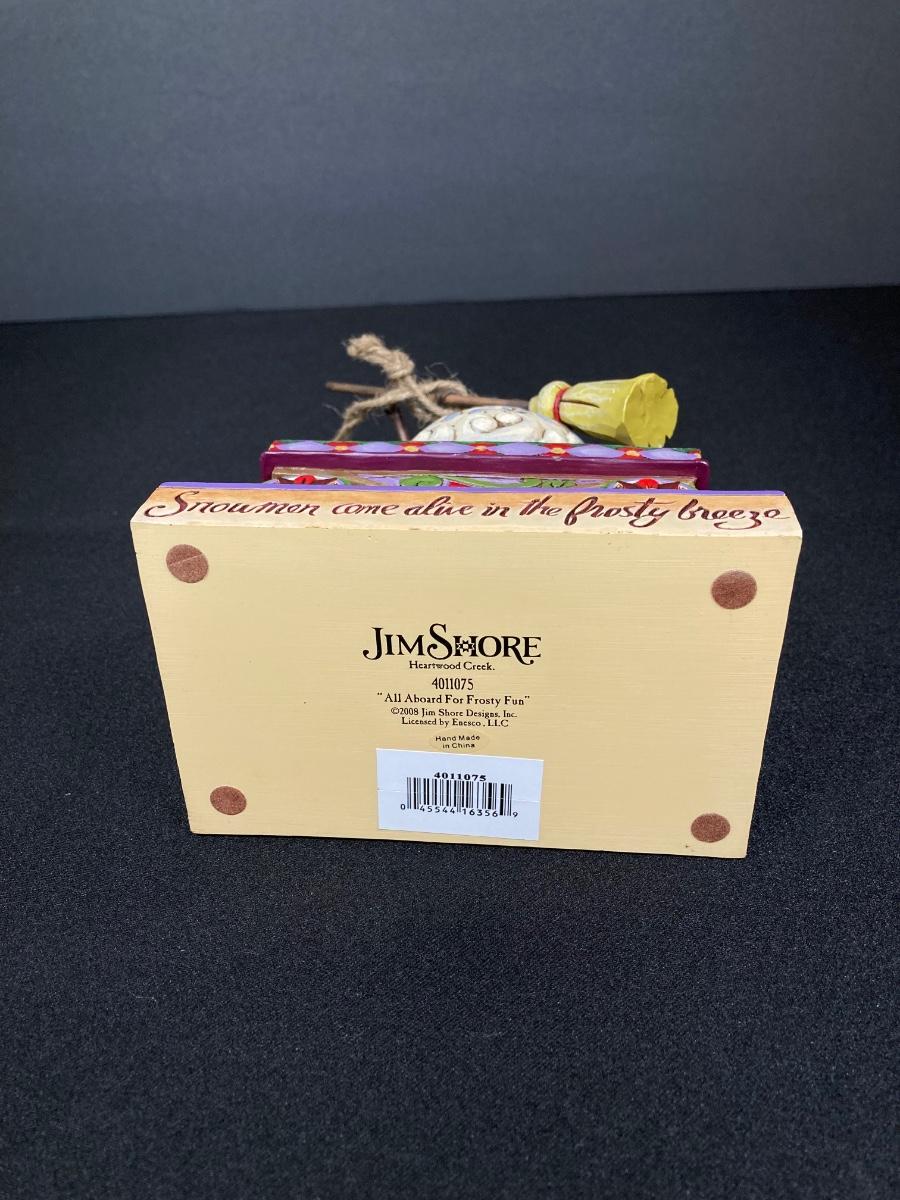 Snowmen come alive in the frosty breeze
JIM SHORE
Heartwood Creek.
4011075
"All Aboard For Frosty Fun"
©2008 Jim Shore Designs, Inc.
Licensed by Enesco, LLC
Hand Made
in China
4011075
0 45544 16356 9